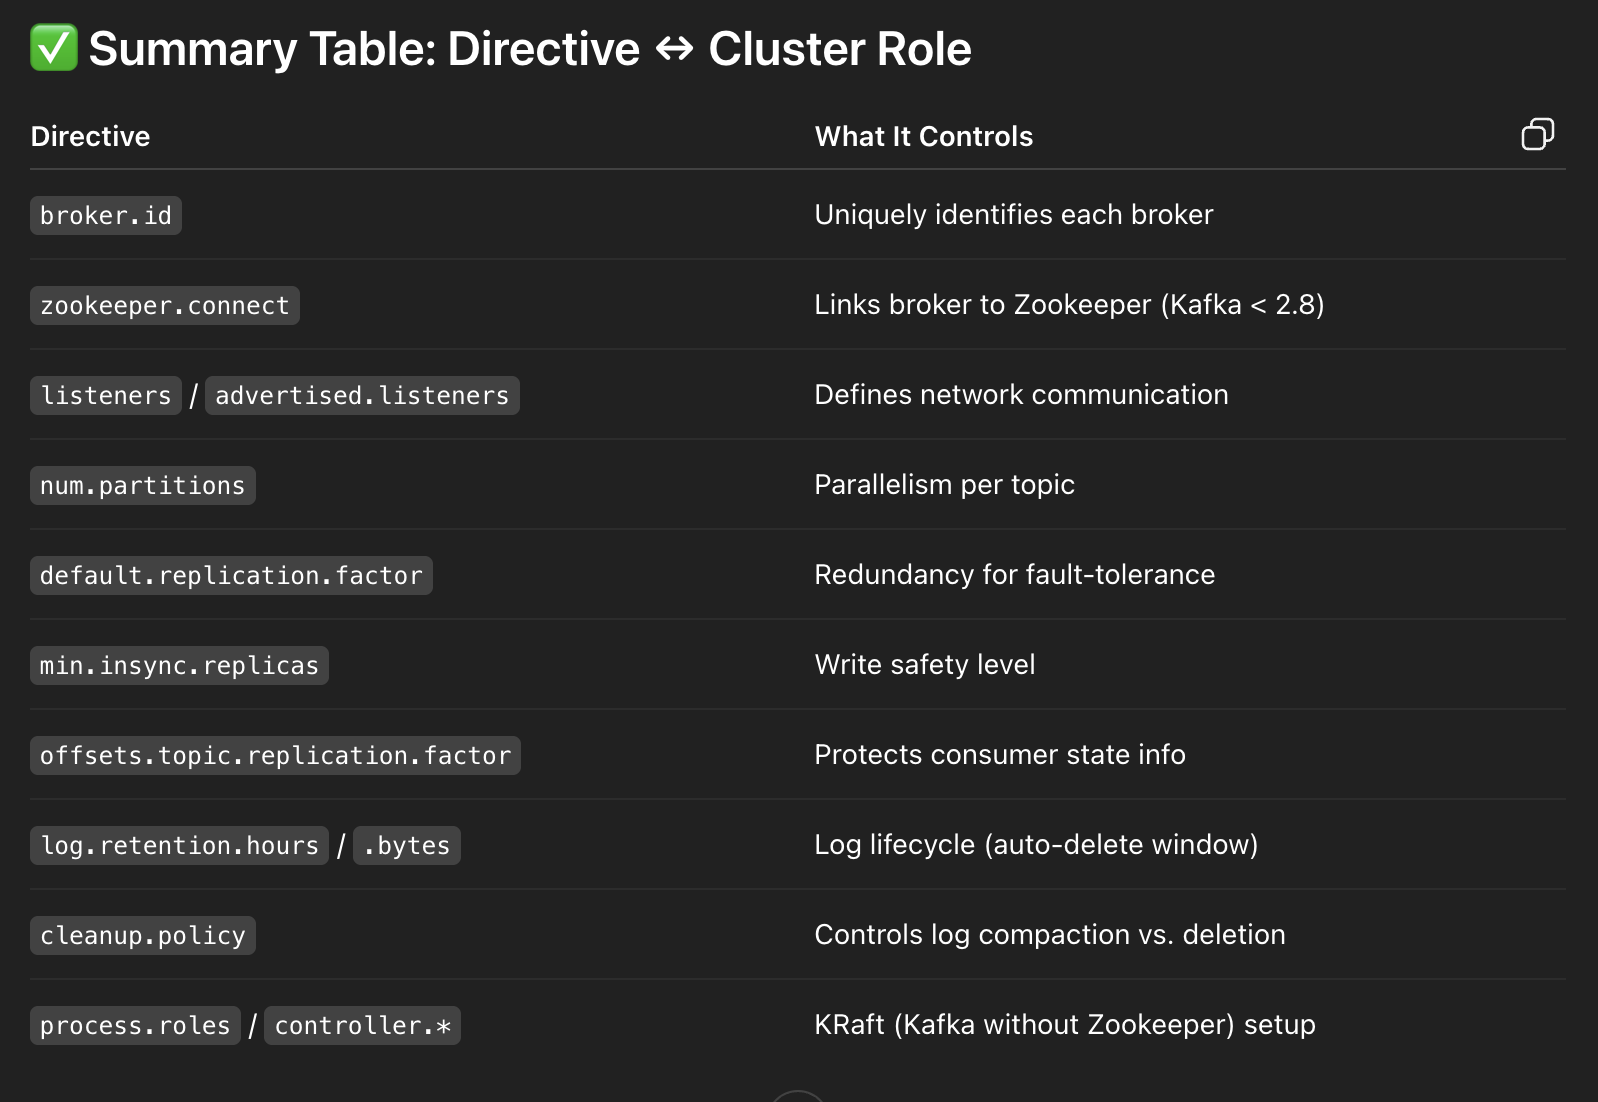 ✅ Summary Table: Directive ↔ Cluster Role
Directive What It Controls
broker.id Uniquely identifies each broker
zookeeper.connect Links broker to Zookeeper (Kafka < 2.8)
listeners / advertised.listeners Defines network communication
num.partitions Parallelism per topic
default.replication.factor Redundancy for fault-tolerance
min.insync.replicas Write safety level
offsets.topic.replication.factor Protects consumer state info
log.retention.hours / .bytes Log lifecycle (auto-delete window)
cleanup.policy Controls log compaction vs. deletion
process.roles / controller.* KRaft (Kafka without Zookeeper) setup